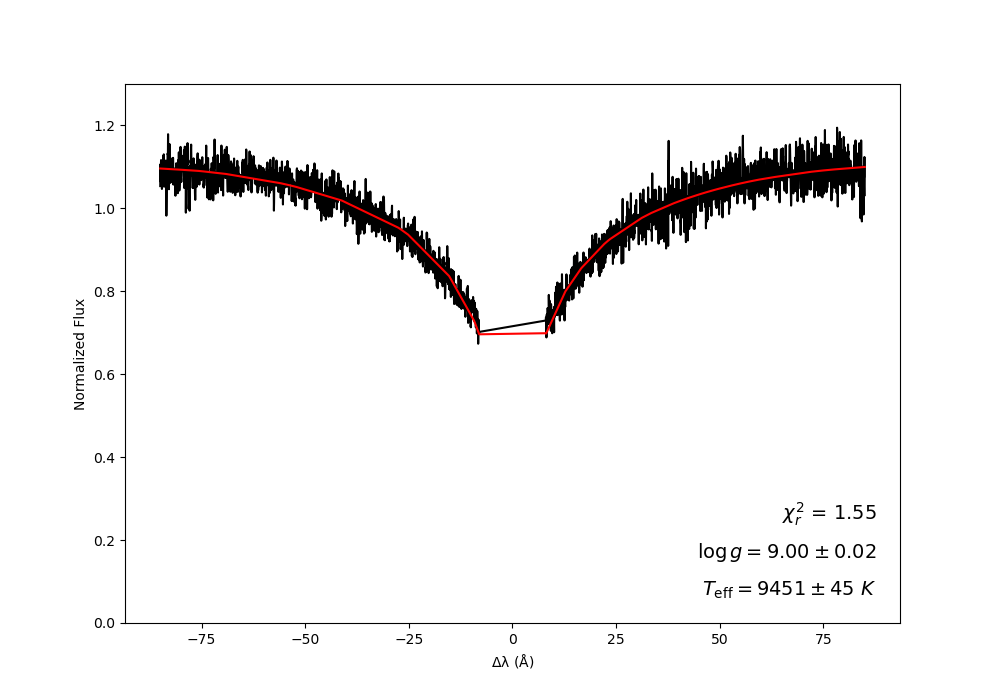 1.2
1.0
0.8
0.6
0.4
0.2
0.0
Normalized Flux
χ²ᵣ = 1.55
log g = 9.00 ± 0.02
T_eff = 9451 ± 45 K
−75 −50 −25 0 25 50 75
Δλ (Å)